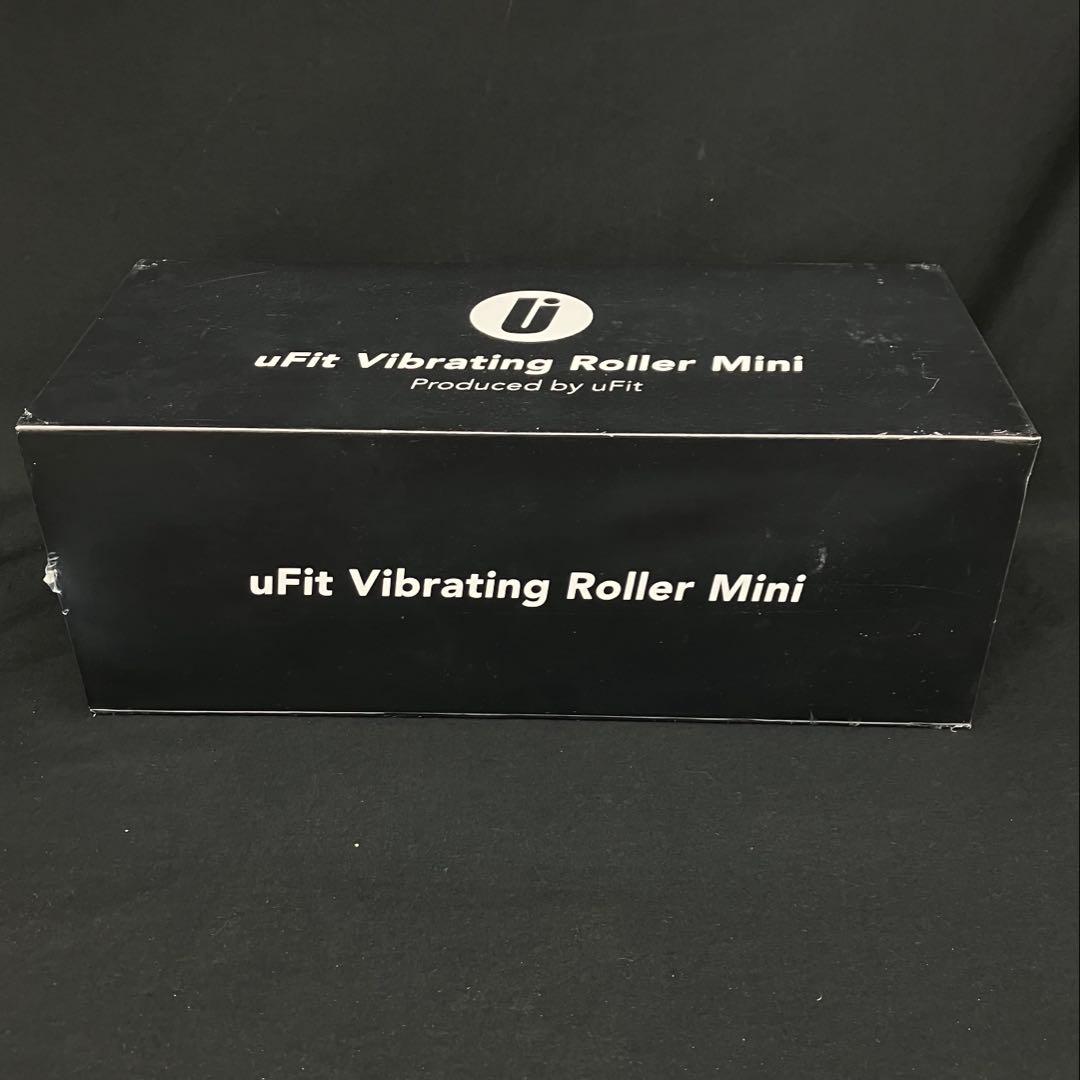 uFit Vibrating Roller Mini
Produced by uFit
uFit Vibrating Roller Mini